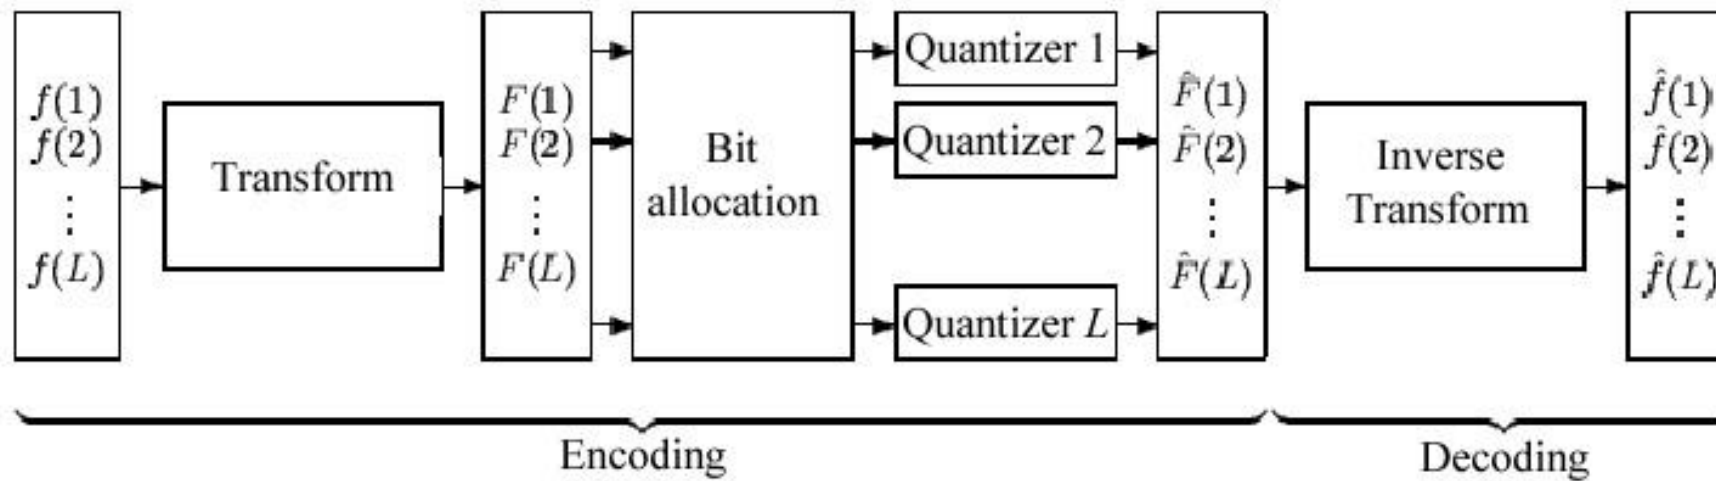 f(1)
f(2)
⋮
f(L)
Transform
F(1)
F(2)
⋮
F(L)
Bit
allocation
Quantizer 1
Quantizer 2
Quantizer L
F̂(1)
F̂(2)
⋮
F̂(L)
Inverse
Transform
f̂(1)
f̂(2)
⋮
f̂(L)
Encoding
Decoding